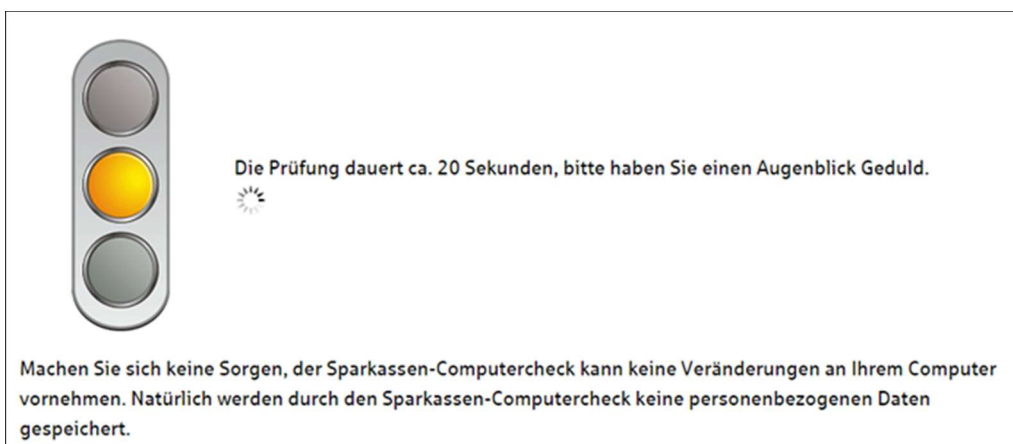 Die Prüfung dauert ca. 20 Sekunden, bitte haben Sie einen Augenblick Geduld.
Machen Sie sich keine Sorgen, der Sparkassen-Computercheck kann keine Veränderungen an Ihrem Computer
vornehmen. Natürlich werden durch den Sparkassen-Computercheck keine personenbezogenen Daten
gespeichert.